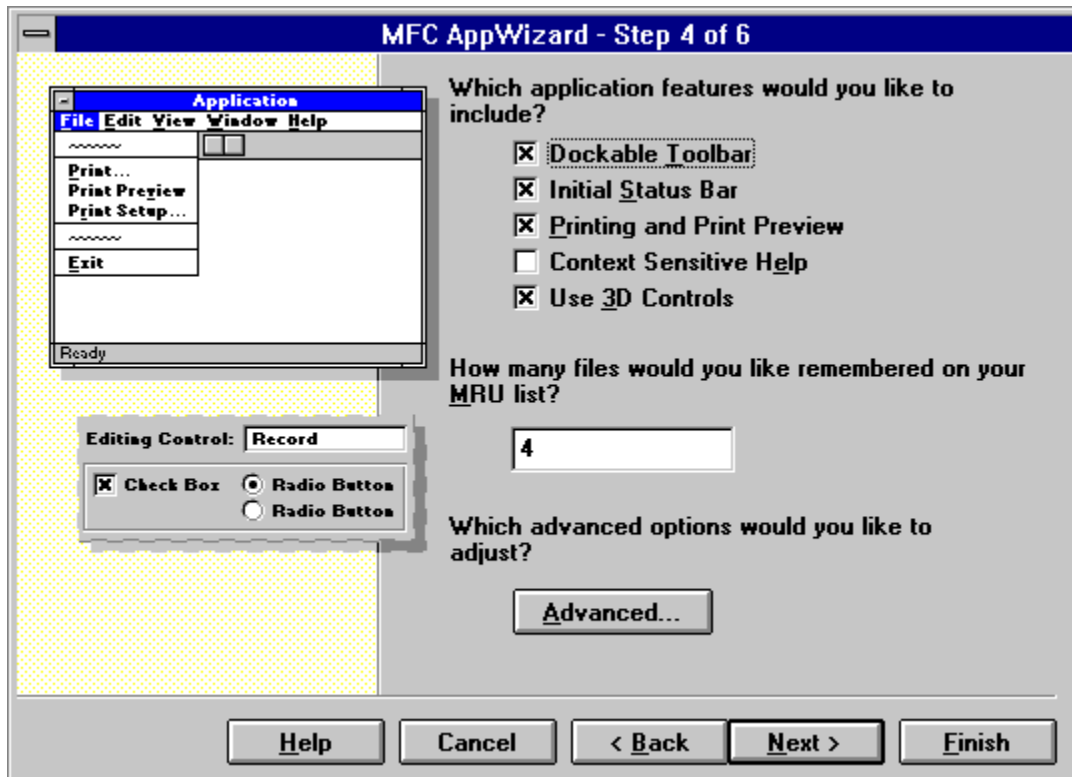 MFC AppWizard - Step 4 of 6
Application
File Edit View Window Help
~~~~~~
Print...
Print Preview
Print Setup...
~~~~~~
Exit
Ready
Editing Control: Record
Check Box Radio Button
Radio Button
Which application features would you like to
include?
Dockable Toolbar
Initial Status Bar
Printing and Print Preview
Context Sensitive Help
Use 3D Controls
How many files would you like remembered on your
MRU list?
4
Which advanced options would you like to
adjust?
Advanced...
Help Cancel < Back Next > Finish